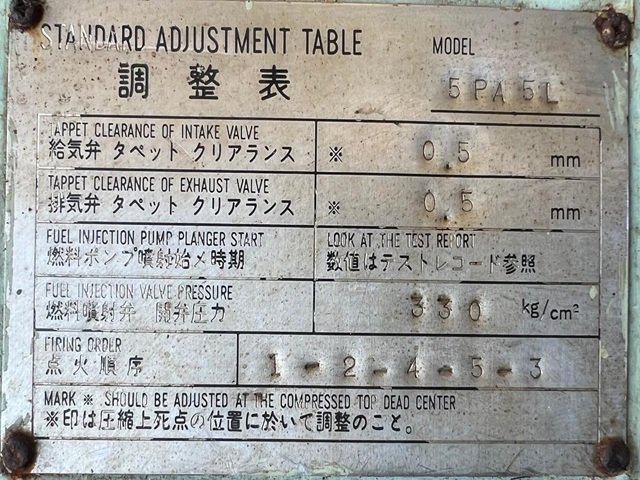 STANDARD ADJUSTMENT TABLE
MODEL
調整表
5PA5L
TAPPET CLEARANCE OF INTAKE VALVE
給気弁 タペット クリアランス ※ 0.5 mm
TAPPET CLEARANCE OF EXHAUST VALVE
排気弁 タペット クリアランス ※ 0.5 mm
FUEL INJECTION PUMP PLANGER START
燃料ポンプ噴射始メ時期
LOOK AT THE TEST REPORT
数値はテストレコード参照
FUEL INJECTION VALVE PRESSURE
燃料噴射弁 開弁圧力 330 kg/cm²
FIRING ORDER
点火順序 1-2-4-5-3
MARK ※ SHOULD BE ADJUSTED AT THE COMPRESSED TOP DEAD CENTER
※印は圧縮上死点の位置に於いて調整のこと。